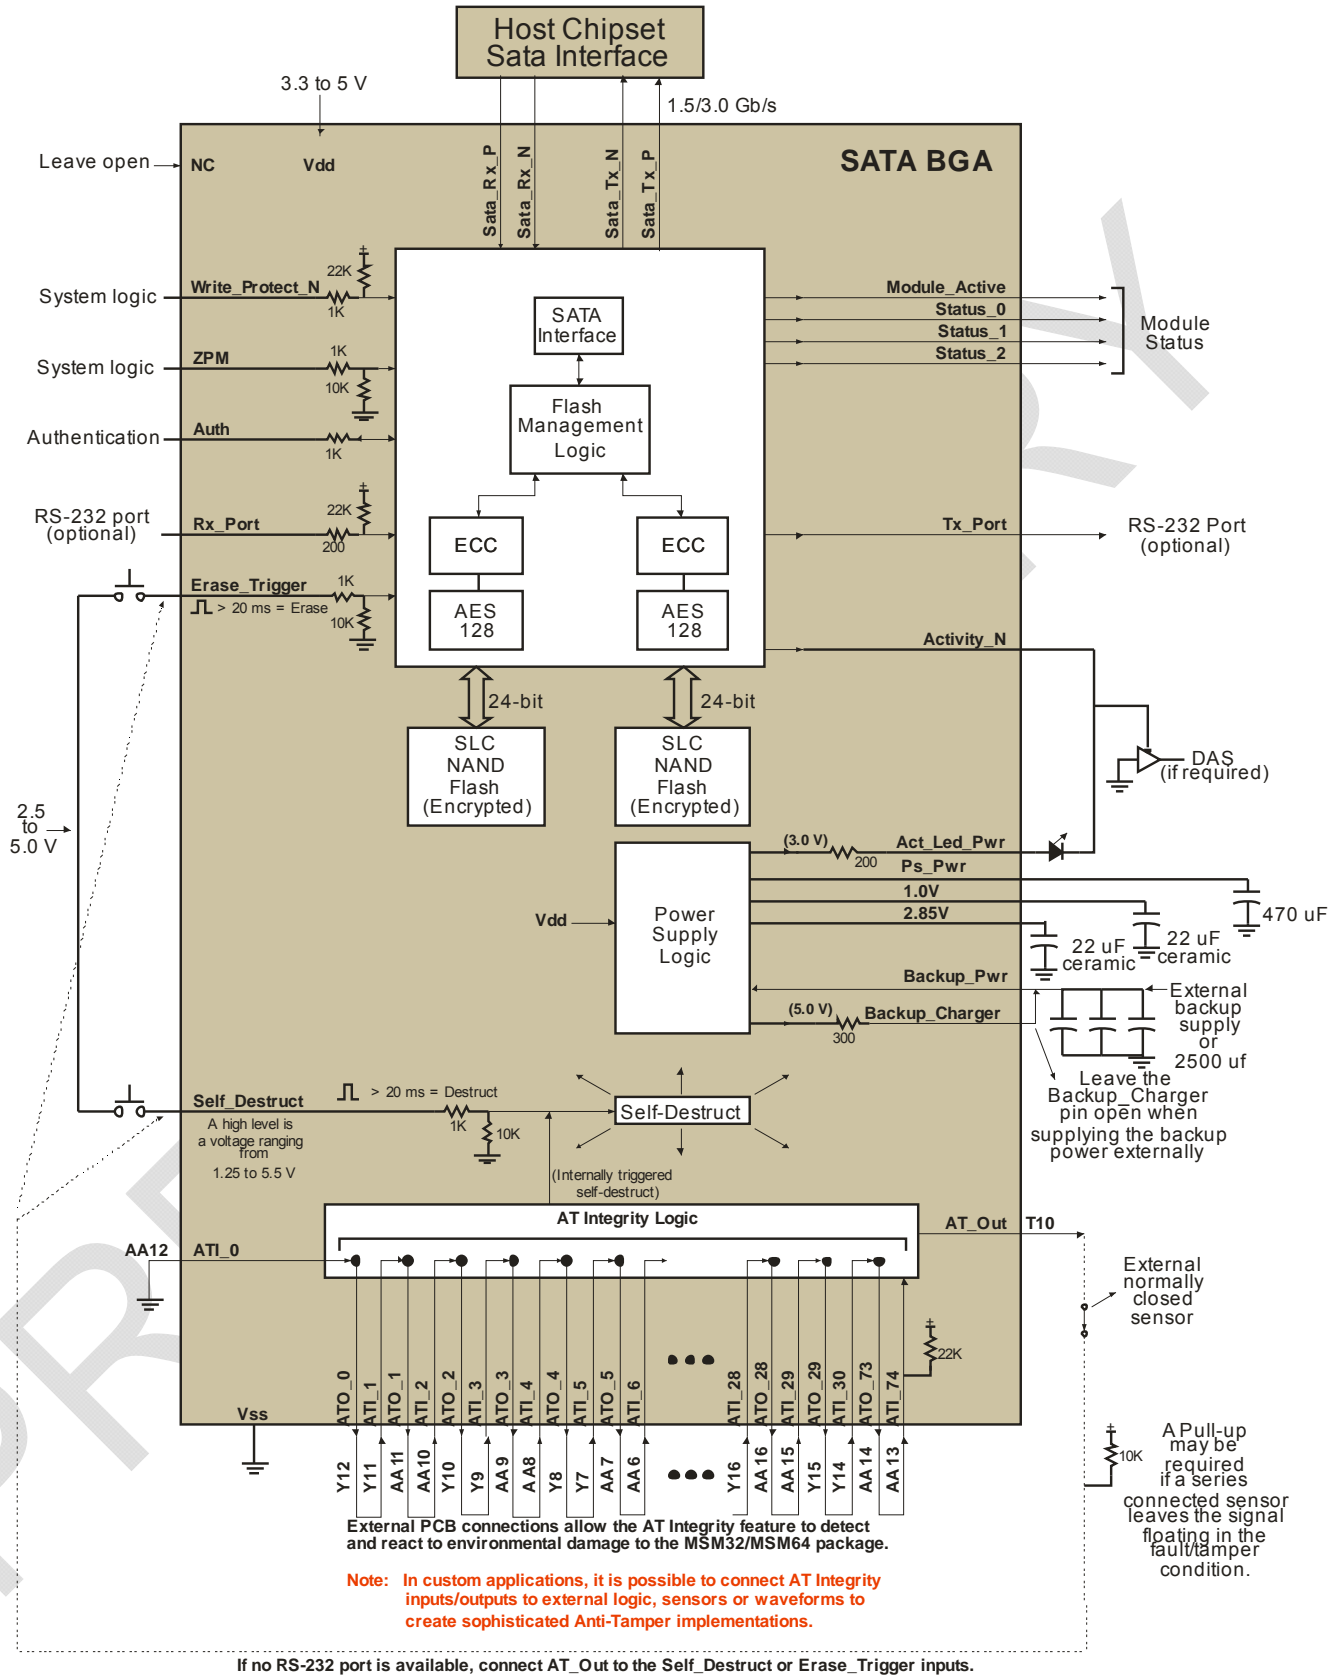 Host Chipset
Sata Interface
3.3 to 5 V
1.5/3.0 Gb/s
Leave open
NC
Vdd
Sata_Rx_P
Sata_Rx_N
Sata_Tx_N
Sata_Tx_P
SATA BGA
System logic
Write_Protect_N
22K
1K
System logic
ZPM
1K
10K
Authentication
Auth
1K
RS-232 port
(optional)
Rx_Port
22K
200
Erase_Trigger
1K
> 20 ms = Erase
10K
SATA
Interface
Flash
Management
Logic
ECC
ECC
AES
128
AES
128
Module_Active
Status_0
Status_1
Status_2
Module
Status
Tx_Port
RS-232 Port
(optional)
Activity_N
24-bit
24-bit
SLC
NAND
Flash
(Encrypted)
SLC
NAND
Flash
(Encrypted)
DAS
(if required)
2.5
to
5.0 V
(3.0 V)
200
Act_Led_Pwr
Ps_Pwr
1.0V
2.85V
Vdd
Power
Supply
Logic
470 uF
22 uF
ceramic
22 uF
ceramic
Backup_Pwr
(5.0 V)
300
Backup_Charger
External
backup
supply
or
2500 uf
Leave the
Backup_Charger
pin open when
supplying the backup
power externally
Self_Destruct
> 20 ms = Destruct
A high level is
a voltage ranging
from
1.25 to 5.5 V
1K
10K
Self-Destruct
(Internally triggered
self-destruct)
AT Integrity Logic
AT_Out
T10
AA12
ATI_0
External
normally
closed
sensor
22K
ATO_0
ATI_1
ATO_1
ATI_2
ATO_2
ATI_3
ATO_3
ATI_4
ATO_4
ATI_5
ATO_5
ATI_6
ATI_28
ATO_28
ATI_29
ATO_29
ATI_30
ATO_73
ATI_74
Vss
Y12
Y11
AA11
AA10
Y10
Y9
AA9
AA8
Y8
Y7
AA7
AA6
Y16
AA16
AA15
Y15
Y14
AA14
AA13
10K
A Pull-up
may be
required
if a series
connected sensor
leaves the signal
floating in the
fault/tamper
condition.
External PCB connections allow the AT Integrity feature to detect
and react to environmental damage to the MSM32/MSM64 package.
Note: In custom applications, it is possible to connect AT Integrity
inputs/outputs to external logic, sensors or waveforms to
create sophisticated Anti-Tamper implementations.
If no RS-232 port is available, connect AT_Out to the Self_Destruct or Erase_Trigger inputs.